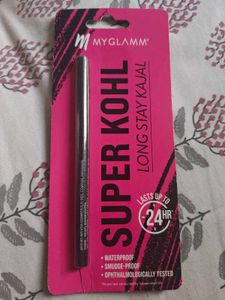 MYGLAMM®
SUPER KOHL
LONG STAY KAJAL
LASTS UP TO
24HR*
• WATERPROOF
• SMUDGE-PROOF
• OPHTHALMOLOGICALLY TESTED